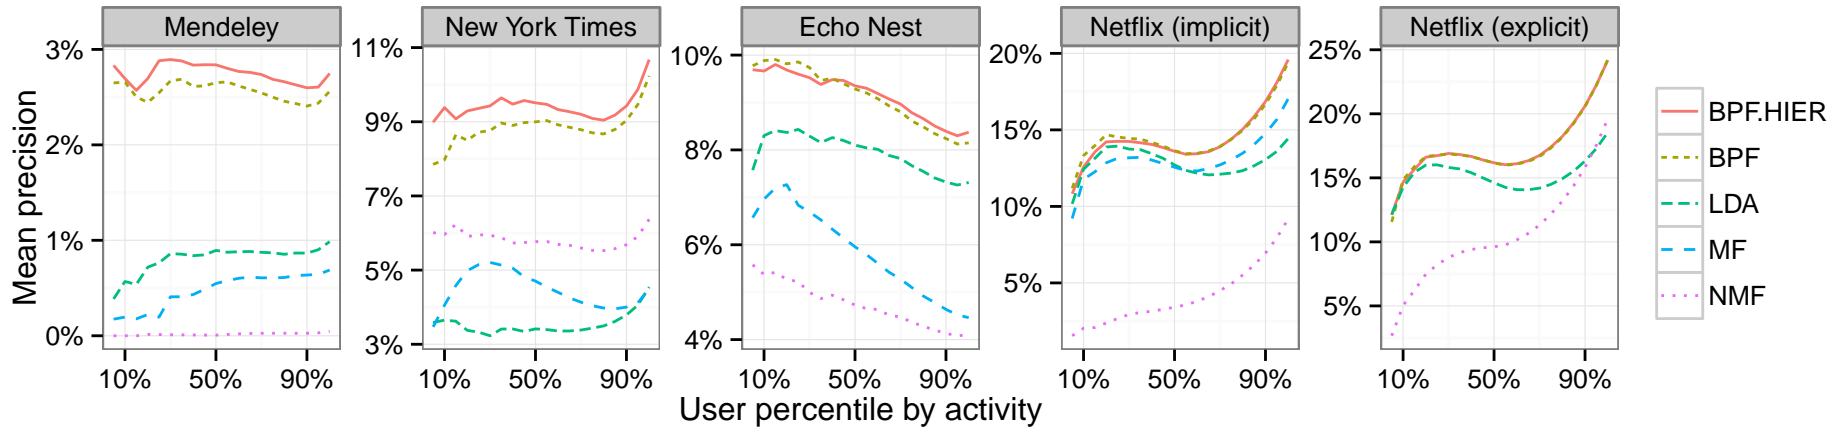 Mendeley
New York Times
Echo Nest
Netflix (implicit)
Netflix (explicit)
Mean precision
3%
2%
1%
0%
10% 50% 90%
11%
9%
7%
5%
3%
10% 50% 90%
10%
8%
6%
4%
10% 50% 90%
20%
15%
10%
5%
10% 50% 90%
25%
20%
15%
10%
5%
10% 50% 90%
User percentile by activity
BPF.HIER
BPF
LDA
MF
NMF